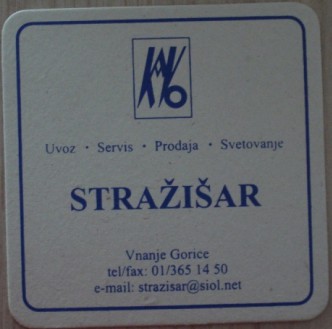 Uvoz · Servis · Prodaja · Svetovanje
STRAŽIŠAR
Vnanje Gorice
tel/fax: 01/365 14 50
e-mail: strazisar@siol.net